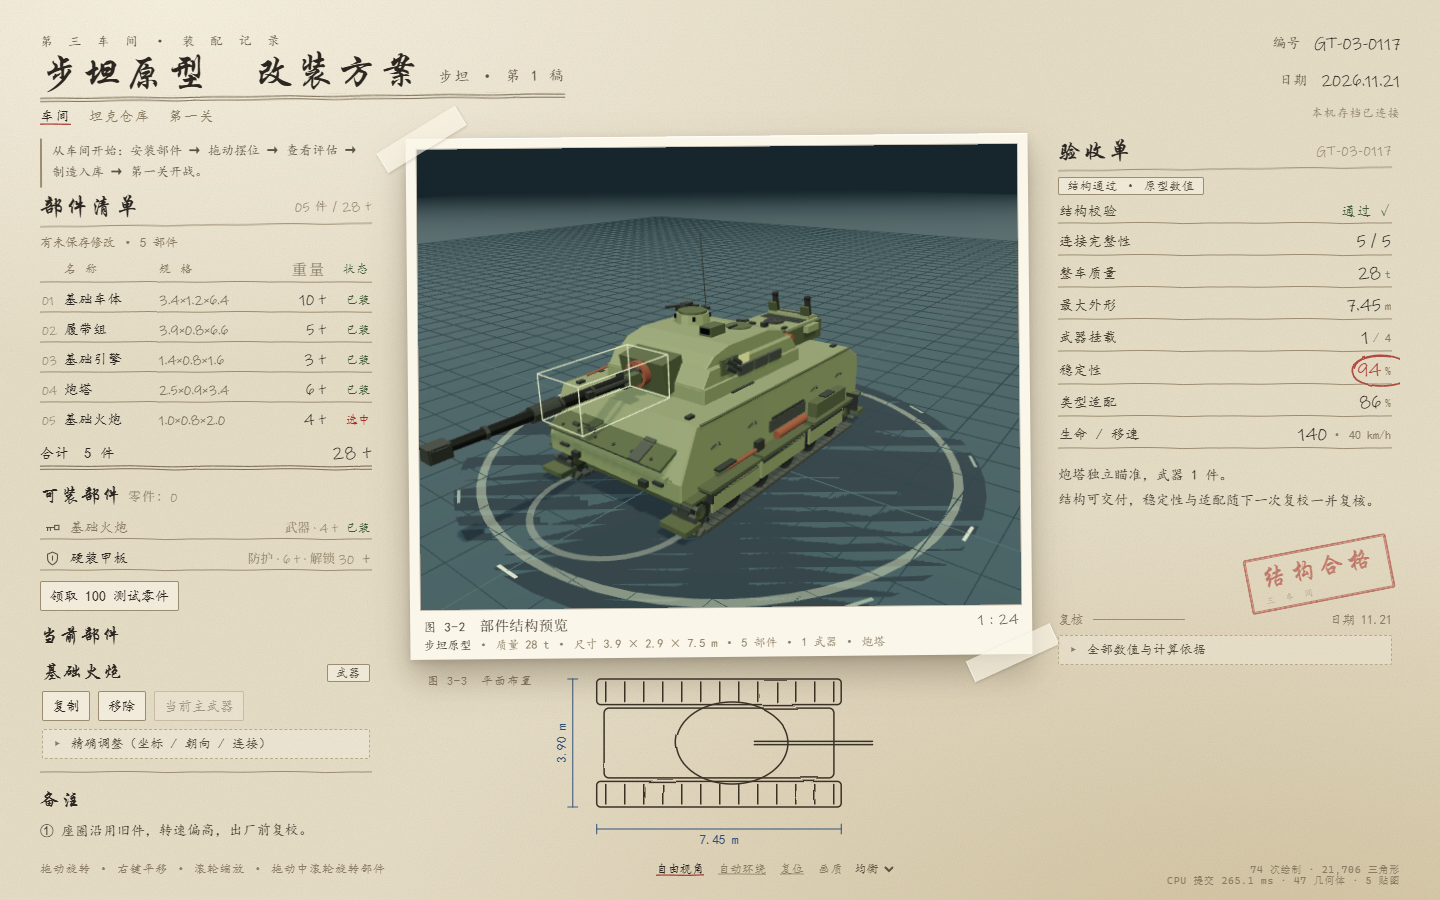 第三车间 • 装配记录
步坦原型 改装方案 步坦 • 第 1 稿
编号 GT-03-0117
日期 2026.11.21
本机存档已连接
车间 坦克仓库 第一关
从车间开始：安装部件 → 拖动摆位 → 查看评估 →
制造入库 → 第一关开战。
部件清单 05 件 / 28 t
有未保存修改 • 5 部件
名称 规格 重量 状态
01 基础车体 3.4×1.2×6.4 10 t 已装
02 履带组 3.9×0.8×6.6 5 t 已装
03 基础引擎 1.4×0.8×1.6 3 t 已装
04 炮塔 2.5×0.9×3.4 6 t 已装
05 基础火炮 1.0×0.8×2.0 4 t 选中
合计 5 件 28 t
可装部件 零件：0
基础火炮 武器 · 4 t 已装
硬装甲板 防护 · 6 t · 解锁 30 t
领取 100 测试零件
当前部件
基础火炮 武器
复制 移除 当前主武器
▸ 精确调整（坐标 / 朝向 / 连接）
备注
① 座圈沿用旧件，转速偏高，出厂前复校。
拖动旋转 • 右键平移 • 滚轮缩放 • 拖动中滚轮旋转部件
图 3-2 部件结构预览 1:24
步坦原型 • 质量 28 t • 尺寸 3.9 × 2.9 × 7.5 m • 5 部件 • 1 武器 • 炮塔
图 3-3 平面布置
3.90 m
7.45 m
自由视角 自动环绕 复位 画质 均衡
验收单 GT-03-0117
结构通过 • 原型数值
结构校验 通过 √
连接完整性 5 / 5
整车质量 28 t
最大外形 7.45 m
武器挂载 1 / 4
稳定性 94 %
类型适配 86 %
生命 / 移速 140 • 40 km/h
炮塔独立瞄准，武器 1 件。
结构可交付，稳定性与适配随下一次复校一并复核。
结构合格
三车间
复核 日期 11.21
▸ 全部数值与计算依据
74 次绘制 · 21,706 三角形
CPU 提交 265.1 ms · 47 几何体 · 5 贴图